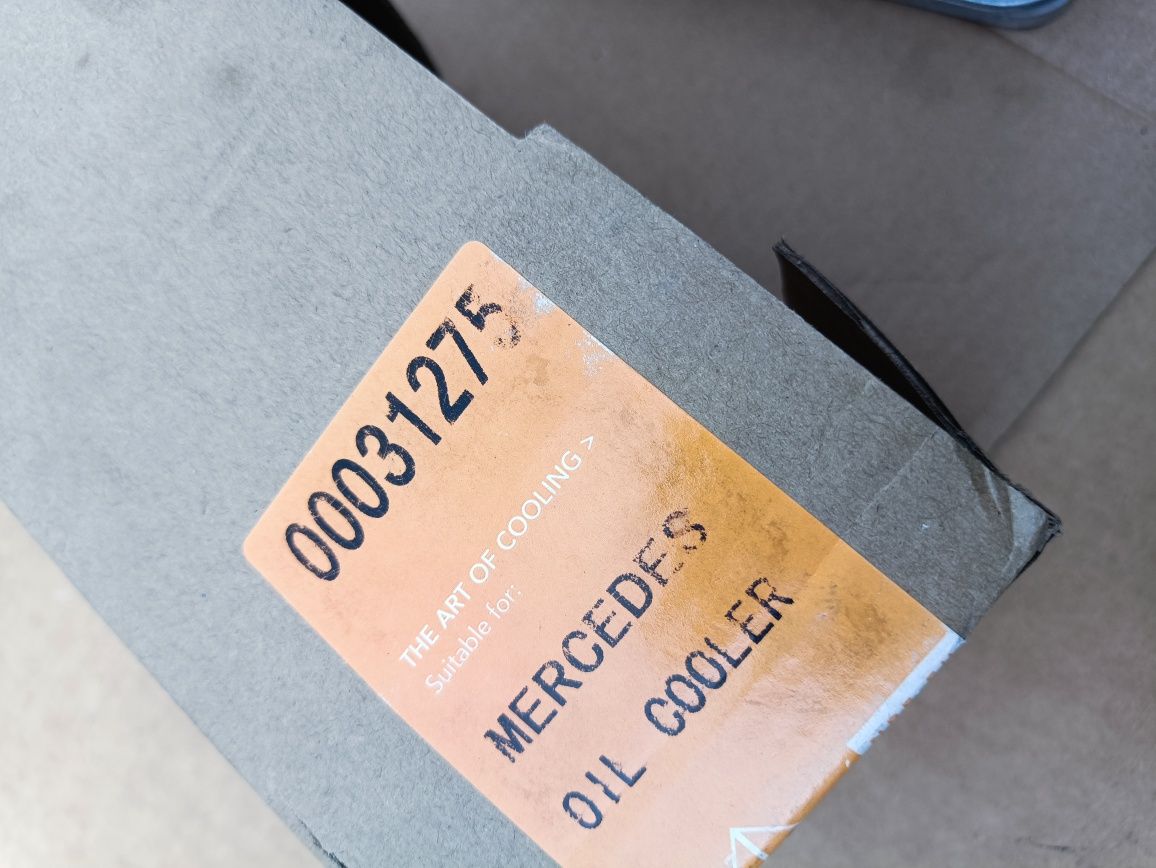 00031275
THE ART OF COOLING >
Suitable for:
MERCEDES
OIL COOLER